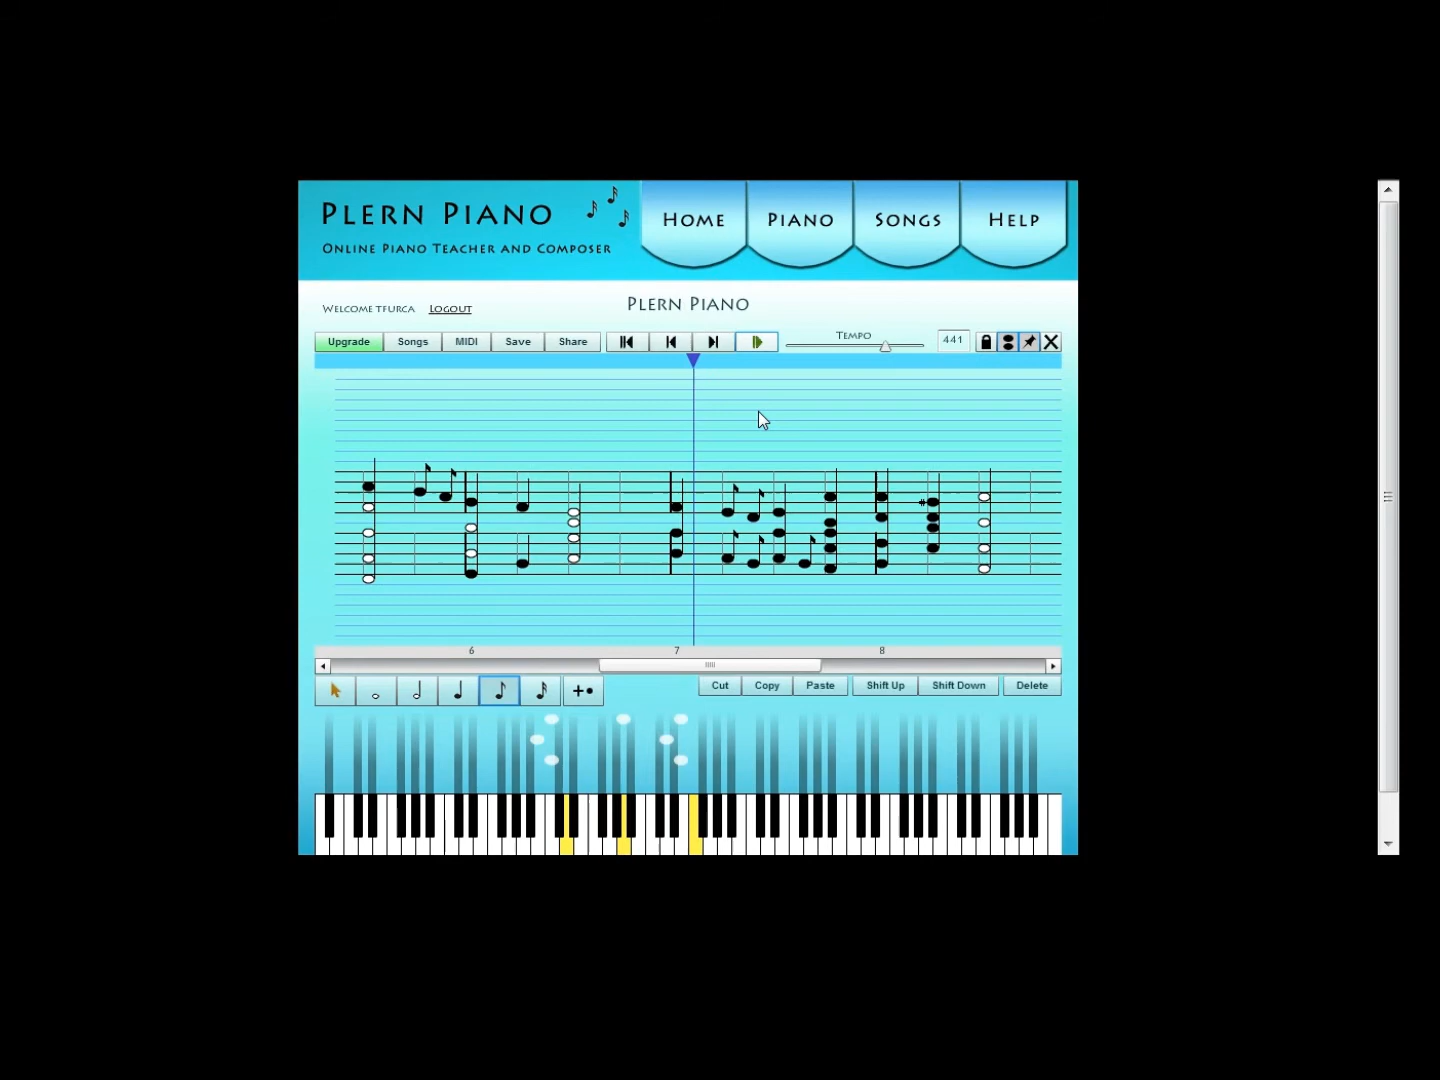 PLERN PIANO
ONLINE PIANO TEACHER AND COMPOSER
HOME
PIANO
SONGS
HELP
WELCOME TFURCA LOGOUT
PLERN PIANO
Upgrade Songs MIDI Save Share TEMPO 441
6 7 8
Cut Copy Paste Shift Up Shift Down Delete